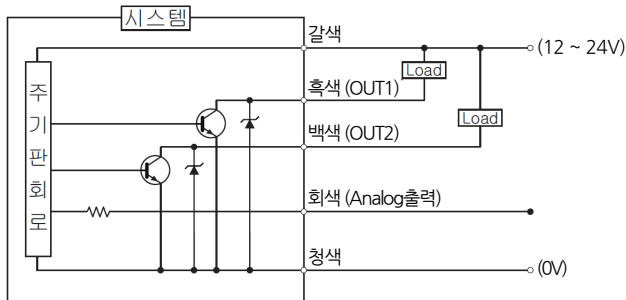 시스템
갈색
(12 ~ 24V)
Load
흑색 (OUT1)
Load
백색 (OUT2)
주기판회로
회색 (Analog출력)
청색
(0V)